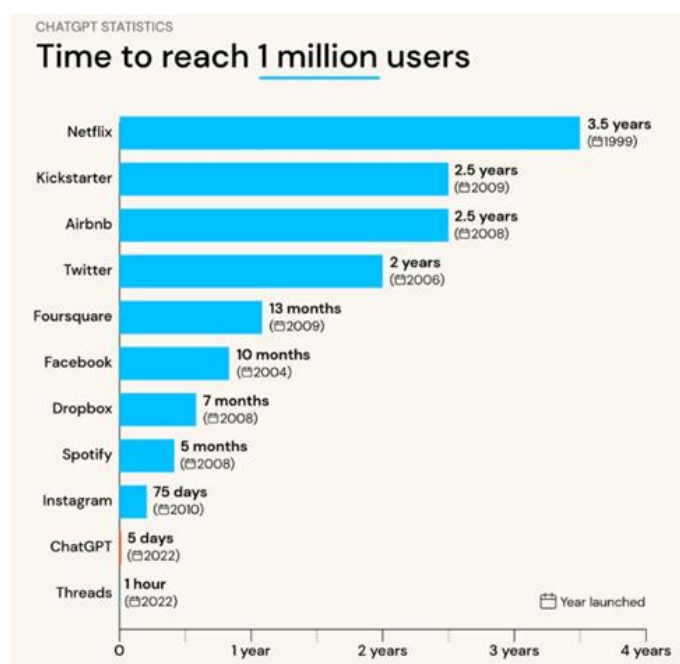 CHATGPT STATISTICS
Time to reach 1 million users
Netflix
3.5 years
(1999)
Kickstarter
2.5 years
(2009)
Airbnb
2.5 years
(2008)
Twitter
2 years
(2006)
Foursquare
13 months
(2009)
Facebook
10 months
(2004)
Dropbox
7 months
(2008)
Spotify
5 months
(2008)
Instagram
75 days
(2010)
ChatGPT
5 days
(2022)
Threads
1 hour
(2022)
Year launched
0 1 year 2 years 3 years 4 years